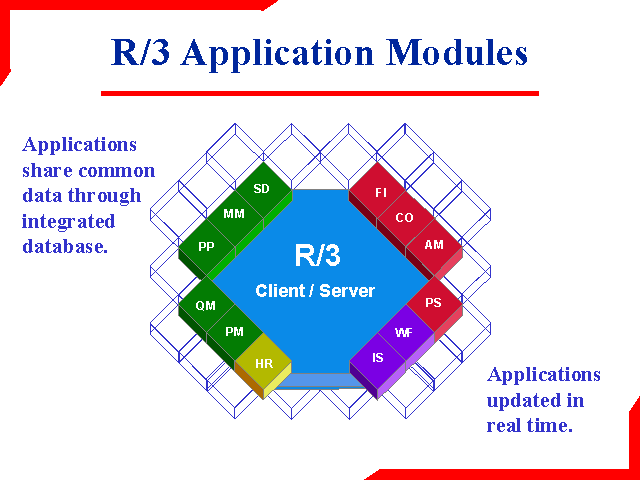 R/3 Application Modules
Applications
share common
data through
integrated
database.
SD
MM
PP
FI
CO
AM
R/3
Client / Server
QM
PM
HR
PS
WF
IS
Applications
updated in
real time.